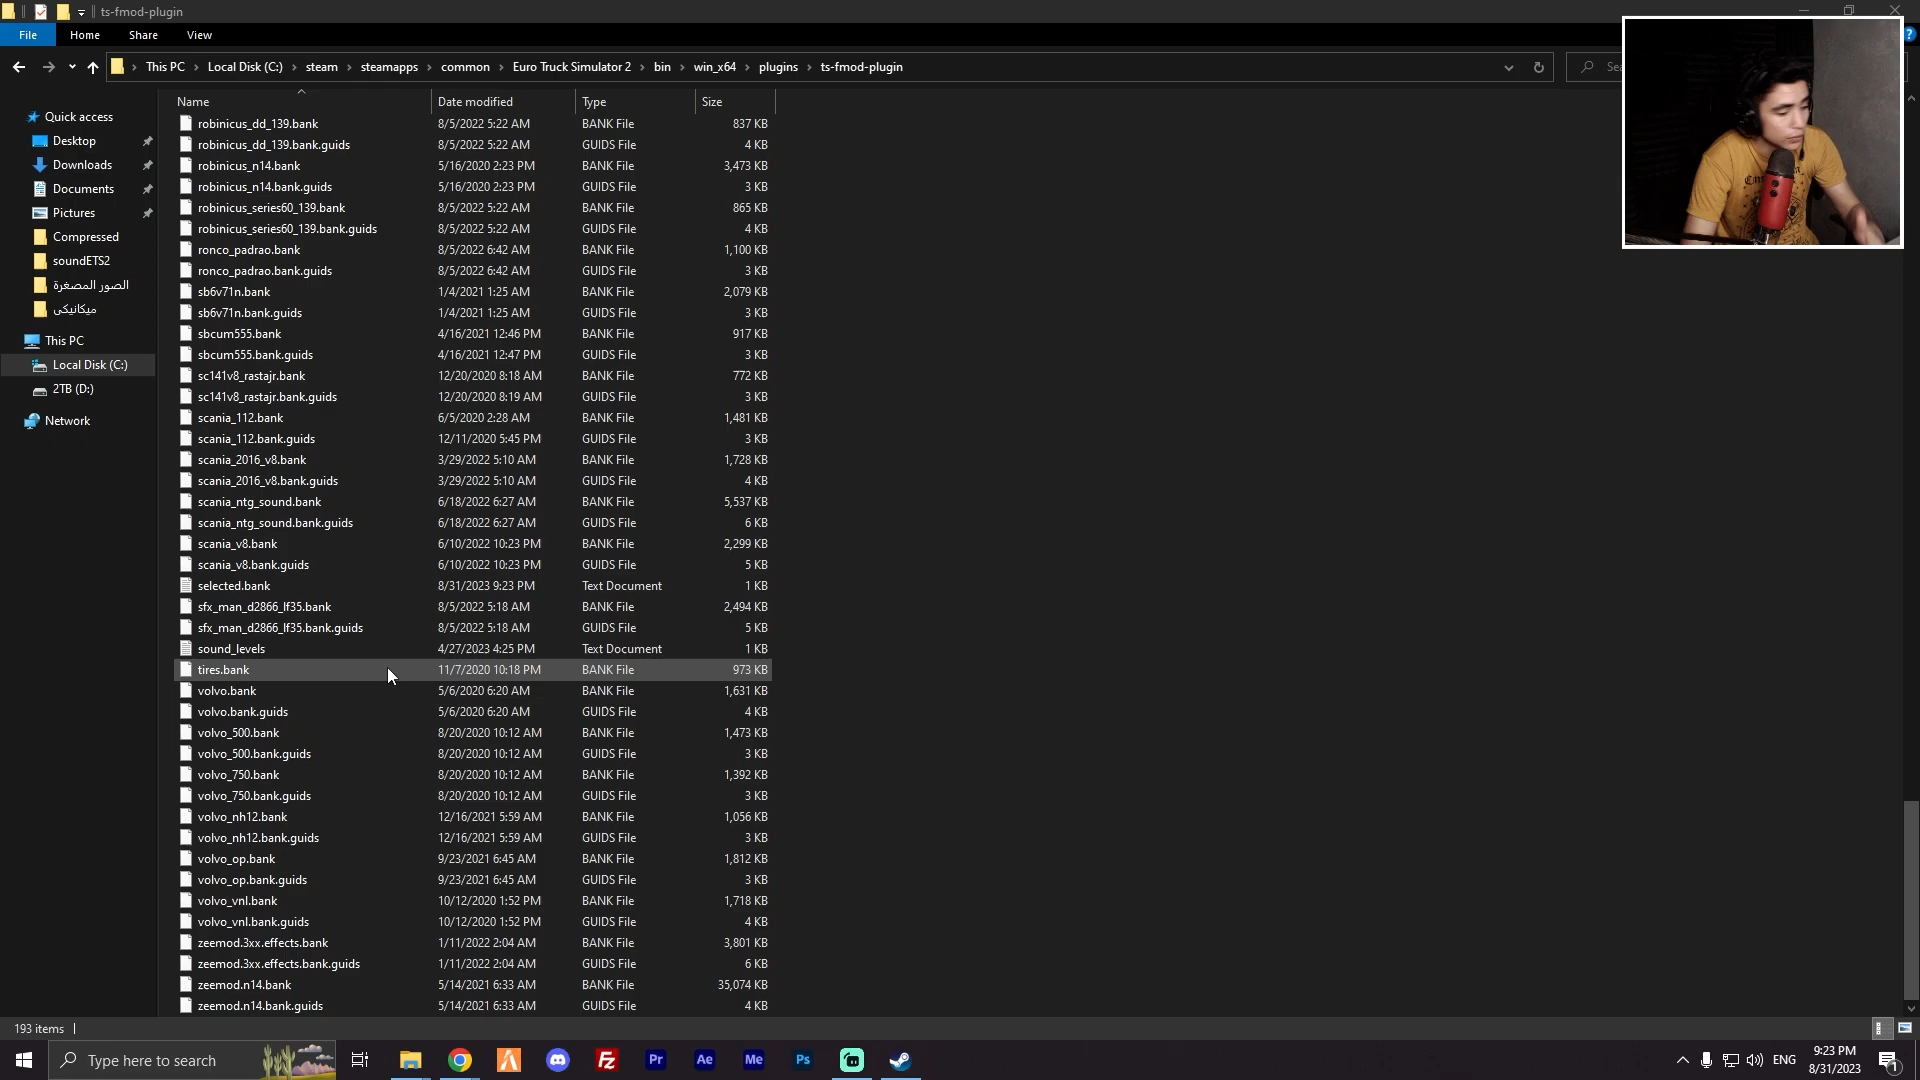 ts-fmod-plugin
File Home Share View
This PC Local Disk (C:) steam steamapps common Euro Truck Simulator 2 bin win_x64 plugins ts-fmod-plugin
Name Date modified Type Size
Quick access
Desktop
Downloads
Documents
Pictures
Compressed
soundETS2
الصور المصغرة
ميكانيكى
This PC
Local Disk (C:)
2TB (D:)
Network
robinicus_dd_139.bank 8/5/2022 5:22 AM BANK File 837 KB
robinicus_dd_139.bank.guids 8/5/2022 5:22 AM GUIDS File 4 KB
robinicus_n14.bank 5/16/2020 2:23 PM BANK File 3,473 KB
robinicus_n14.bank.guids 5/16/2020 2:23 PM GUIDS File 3 KB
robinicus_series60_139.bank 8/5/2022 5:22 AM BANK File 865 KB
robinicus_series60_139.bank.guids 8/5/2022 5:22 AM GUIDS File 4 KB
ronco_padrao.bank 8/5/2022 6:42 AM BANK File 1,100 KB
ronco_padrao.bank.guids 8/5/2022 6:42 AM GUIDS File 3 KB
sb6v71n.bank 1/4/2021 1:25 AM BANK File 2,079 KB
sb6v71n.bank.guids 1/4/2021 1:25 AM GUIDS File 3 KB
sbcum555.bank 4/16/2021 12:46 PM BANK File 917 KB
sbcum555.bank.guids 4/16/2021 12:47 PM GUIDS File 3 KB
sc141v8_rastajr.bank 12/20/2020 8:18 AM BANK File 772 KB
sc141v8_rastajr.bank.guids 12/20/2020 8:19 AM GUIDS File 3 KB
scania_112.bank 6/5/2020 2:28 AM BANK File 1,481 KB
scania_112.bank.guids 12/11/2020 5:45 PM GUIDS File 3 KB
scania_2016_v8.bank 3/29/2022 5:10 AM BANK File 1,728 KB
scania_2016_v8.bank.guids 3/29/2022 5:10 AM GUIDS File 4 KB
scania_ntg_sound.bank 6/18/2022 6:27 AM BANK File 5,537 KB
scania_ntg_sound.bank.guids 6/18/2022 6:27 AM GUIDS File 6 KB
scania_v8.bank 6/10/2022 10:23 PM BANK File 2,299 KB
scania_v8.bank.guids 6/10/2022 10:23 PM GUIDS File 5 KB
selected.bank 8/31/2023 9:23 PM Text Document 1 KB
sfx_man_d2866_lf35.bank 8/5/2022 5:18 AM BANK File 2,494 KB
sfx_man_d2866_lf35.bank.guids 8/5/2022 5:18 AM GUIDS File 5 KB
sound_levels 4/27/2023 4:25 PM Text Document 1 KB
tires.bank 11/7/2020 10:18 PM BANK File 973 KB
volvo.bank 5/6/2020 6:20 AM BANK File 1,631 KB
volvo.bank.guids 5/6/2020 6:20 AM GUIDS File 4 KB
volvo_500.bank 8/20/2020 10:12 AM BANK File 1,473 KB
volvo_500.bank.guids 8/20/2020 10:12 AM GUIDS File 3 KB
volvo_750.bank 8/20/2020 10:12 AM BANK File 1,392 KB
volvo_750.bank.guids 8/20/2020 10:12 AM GUIDS File 3 KB
volvo_nh12.bank 12/16/2021 5:59 AM BANK File 1,056 KB
volvo_nh12.bank.guids 12/16/2021 5:59 AM GUIDS File 3 KB
volvo_op.bank 9/23/2021 6:45 AM BANK File 1,812 KB
volvo_op.bank.guids 9/23/2021 6:45 AM GUIDS File 3 KB
volvo_vnl.bank 10/12/2020 1:52 PM BANK File 1,718 KB
volvo_vnl.bank.guids 10/12/2020 1:52 PM GUIDS File 4 KB
zeemod.3xx.effects.bank 1/11/2022 2:04 AM BANK File 3,801 KB
zeemod.3xx.effects.bank.guids 1/11/2022 2:04 AM GUIDS File 6 KB
zeemod.n14.bank 5/14/2021 6:33 AM BANK File 35,074 KB
zeemod.n14.bank.guids 5/14/2021 6:33 AM GUIDS File 4 KB
193 items
Type here to search Pr Ae Me Ps ENG 9:23 PM
8/31/2023